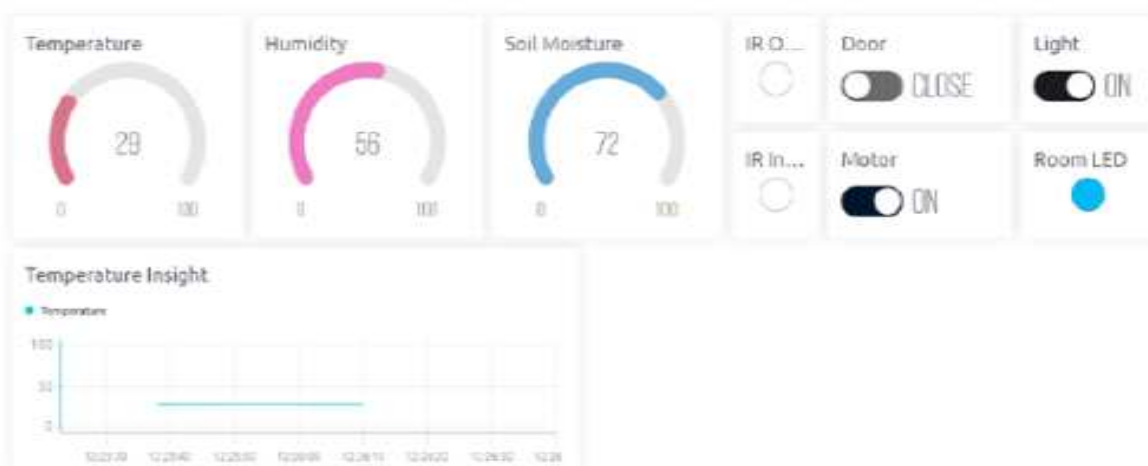 Temperature
29
0 100
Humidity
56
0 100
Soil Moisture
72
0 100
IR O...
Door
CLOSE
Light
ON
IR In...
Motor
ON
Room LED
Temperature Insight
Temperature
100
50
0